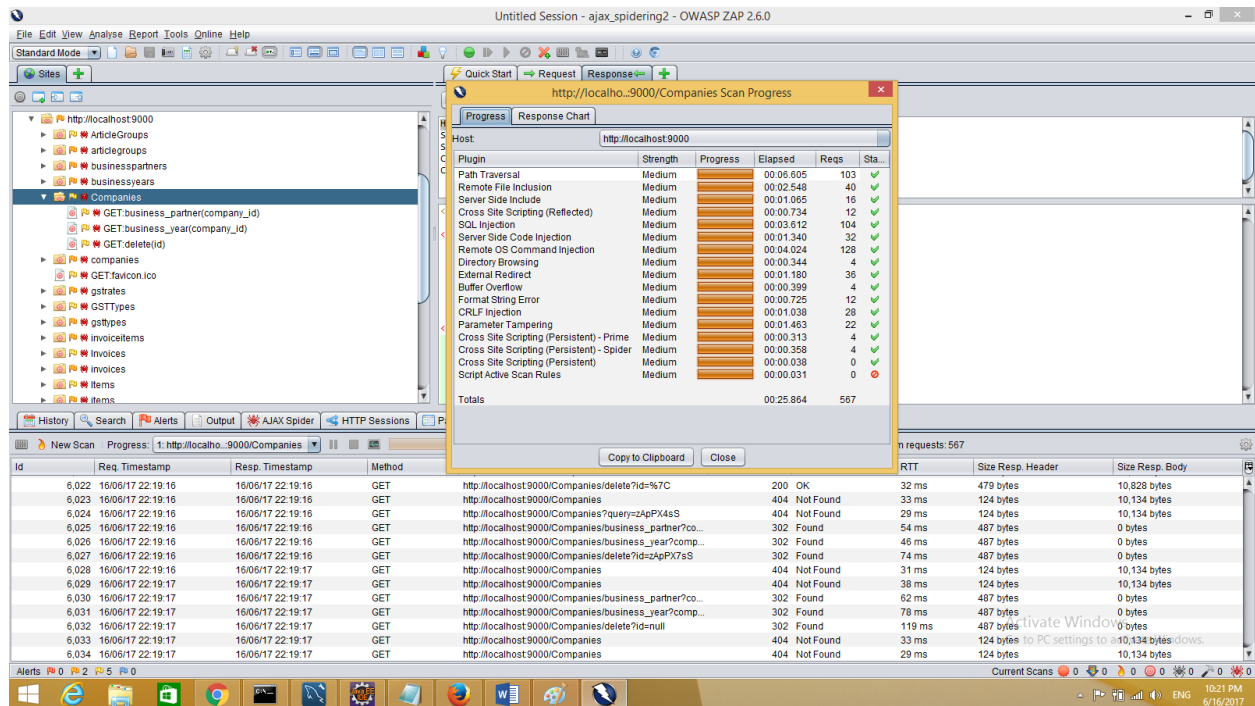 Untitled Session - ajax_spidering2 - OWASP ZAP 2.6.0
File Edit View Analyse Report Tools Online Help
Standard Mode
Sites
Quick Start Request Response
http://localho..:9000/Companies Scan Progress
Progress Response Chart
Host: http://localhost:9000
Plugin Strength Progress Elapsed Reqs Sta...
Path Traversal Medium 00:06.605 103
Remote File Inclusion Medium 00:02.548 40
Server Side Include Medium 00:01.065 16
Cross Site Scripting (Reflected) Medium 00:00.734 12
SQL Injection Medium 00:03.612 104
Server Side Code Injection Medium 00:01.340 32
Remote OS Command Injection Medium 00:04.024 128
Directory Browsing Medium 00:00.344 4
External Redirect Medium 00:01.180 36
Buffer Overflow Medium 00:00.399 4
Format String Error Medium 00:00.725 12
CRLF Injection Medium 00:01.038 28
Parameter Tampering Medium 00:01.463 22
Cross Site Scripting (Persistent) - Prime Medium 00:00.313 4
Cross Site Scripting (Persistent) - Spider Medium 00:00.358 4
Cross Site Scripting (Persistent) Medium 00:00.038 0
Script Active Scan Rules Medium 00:00.031 0
Totals 00:25.864 567
Copy to Clipboard Close
http://localhost:9000
ArticleGroups
articlegroups
businesspartners
businessyears
Companies
GET:business_partner(company_id)
GET:business_year(company_id)
GET:delete(id)
companies
GET:favicon.ico
gstrates
GSTTypes
gsttypes
invoiceitems
Invoices
invoices
Items
items
History Search Alerts Output AJAX Spider HTTP Sessions
New Scan Progress: 1: http://localho..:9000/Companies
requests: 567
Id Req. Timestamp Resp. Timestamp Method RTT Size Resp. Header Size Resp. Body
6,022 16/06/17 22:19:16 16/06/17 22:19:16 GET http://localhost:9000/Companies/delete?id=%7C 200 OK 32 ms 479 bytes 10,828 bytes
6,023 16/06/17 22:19:16 16/06/17 22:19:16 GET http://localhost:9000/Companies 404 Not Found 33 ms 124 bytes 10,134 bytes
6,024 16/06/17 22:19:16 16/06/17 22:19:16 GET http://localhost:9000/Companies?query=zApPX4sS 404 Not Found 29 ms 124 bytes 10,134 bytes
6,025 16/06/17 22:19:16 16/06/17 22:19:16 GET http://localhost:9000/Companies/business_partner?co... 302 Found 54 ms 487 bytes 0 bytes
6,026 16/06/17 22:19:16 16/06/17 22:19:16 GET http://localhost:9000/Companies/business_year?comp... 302 Found 46 ms 487 bytes 0 bytes
6,027 16/06/17 22:19:16 16/06/17 22:19:16 GET http://localhost:9000/Companies/delete?id=zApPX7sS 302 Found 74 ms 487 bytes 0 bytes
6,028 16/06/17 22:19:16 16/06/17 22:19:17 GET http://localhost:9000/Companies 404 Not Found 31 ms 124 bytes 10,134 bytes
6,029 16/06/17 22:19:17 16/06/17 22:19:17 GET http://localhost:9000/Companies 404 Not Found 38 ms 124 bytes 10,134 bytes
6,030 16/06/17 22:19:17 16/06/17 22:19:17 GET http://localhost:9000/Companies/business_partner?co... 302 Found 62 ms 487 bytes 0 bytes
6,031 16/06/17 22:19:17 16/06/17 22:19:17 GET http://localhost:9000/Companies/business_year?comp... 302 Found 78 ms 487 bytes 0 bytes
6,032 16/06/17 22:19:17 16/06/17 22:19:17 GET http://localhost:9000/Companies/delete?id=null 302 Found 119 ms 487 bytes 0 bytes
6,033 16/06/17 22:19:17 16/06/17 22:19:17 GET http://localhost:9000/Companies 404 Not Found 33 ms 124 bytes 10,134 bytes
6,034 16/06/17 22:19:17 16/06/17 22:19:17 GET http://localhost:9000/Companies 404 Not Found 29 ms 124 bytes 10,134 bytes
Activate Windows
to PC settings to
Alerts 0 2 5 0 Current Scans 0 0 0 0 0 0 0
ENG 10:21 PM
6/16/2017